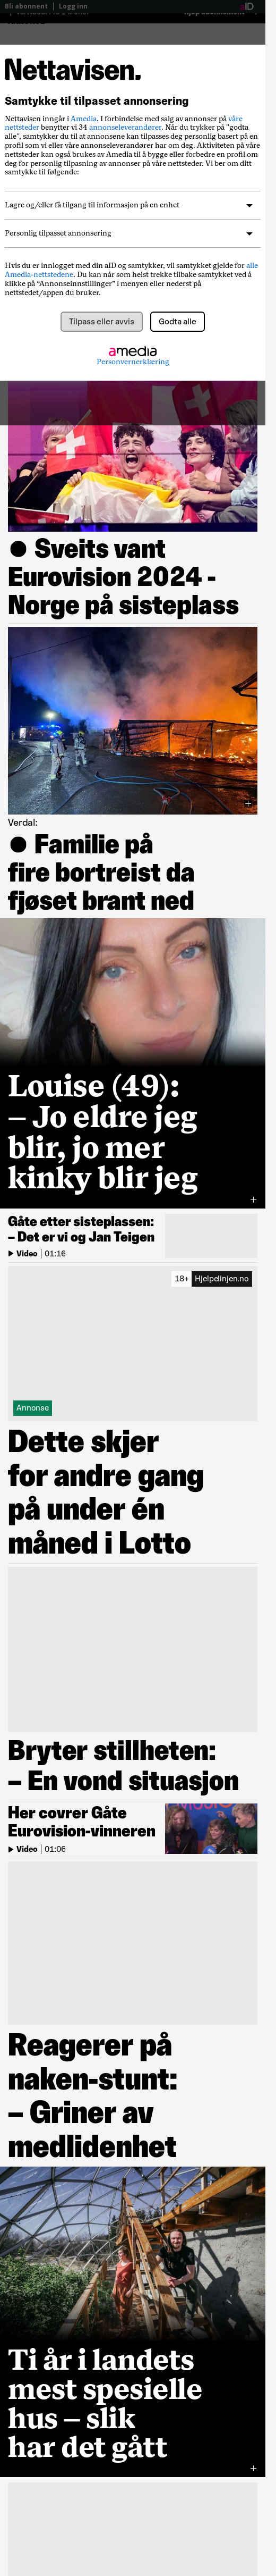 Bli abonnent | Logg inn
aID
Nettavisen.
Samtykke til tilpasset annonsering
Nettavisen inngår i Amedia. I forbindelse med salg av annonser på våre
nettsteder benytter vi 34 annonseleverandører. Når du trykker på "godta
alle", samtykker du til at annonsene kan tilpasses deg personlig basert på en
profil som vi eller våre annonseleverandører har om deg. Aktiviteten på våre
nettsteder kan også brukes av Amedia til å bygge eller forbedre en profil om
deg for personlig tilpasning av annonser på våre nettsteder. Vi ber om ditt
samtykke til følgende:
Lagre og/eller få tilgang til informasjon på en enhet
Personlig tilpasset annonsering
Hvis du er innlogget med din aID og samtykker, vil samtykket gjelde for alle
Amedia-nettstedene. Du kan når som helst trekke tilbake samtykket ved å
klikke på “Annonseinnstillinger” i menyen eller nederst på
nettstedet/appen du bruker.
Tilpass eller avvis
Godta alle
amedia
Personvernerklæring
● Sveits vant
Eurovision 2024 -
Norge på sisteplass
Verdal:
● Familie på
fire bortreist da
fjøset brant ned
Louise (49):
– Jo eldre jeg
blir, jo mer
kinky blir jeg
Gåte etter sisteplassen:
– Det er vi og Jan Teigen
Video | 01:16
18+ Hjelpelinjen.no
Annonse
Dette skjer
for andre gang
på under én
måned i Lotto
Bryter stillheten:
– En vond situasjon
Her covrer Gåte
Eurovision-vinneren
Video | 01:06
Reagerer på
naken-stunt:
– Griner av
medlidenhet
Ti år i landets
mest spesielle
hus – slik
har det gått